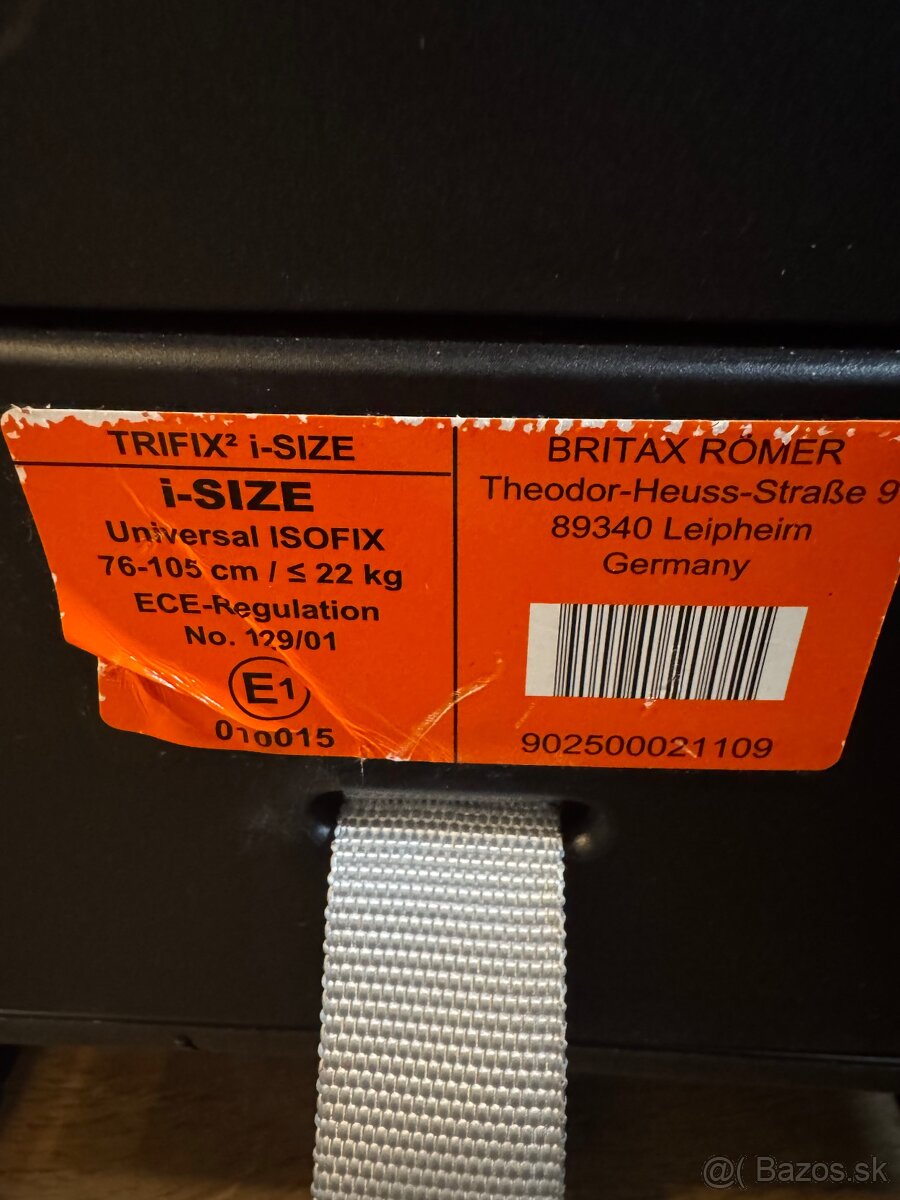 TRIFIX² i-SIZE
i-SIZE
Universal ISOFIX
76-105 cm / ≤ 22 kg
ECE-Regulation
No. 129/01
E1
010015
BRITAX RÖMER
Theodor-Heuss-Straße 9
89340 Leipheim
Germany
902500021109
@( Bazos.sk